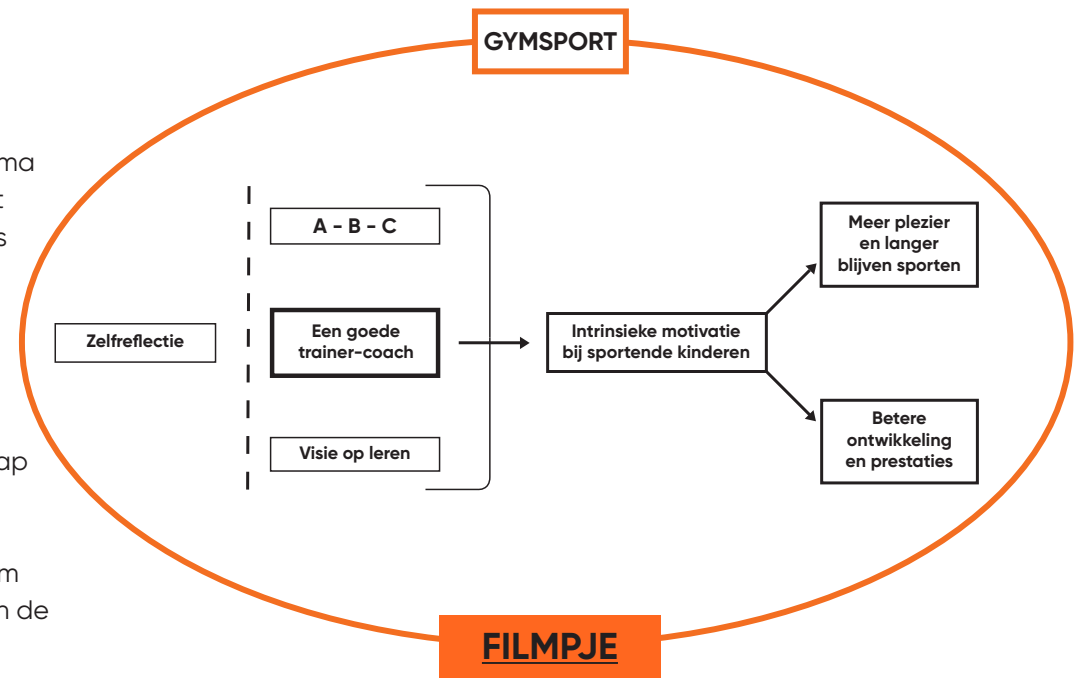 GYMSPORT
A - B - C
Zelfreflectie
Een goede
trainer-coach
Visie op leren
Intrinsieke motivatie
bij sportende kinderen
Meer plezier
en langer
blijven sporten
Betere
ontwikkeling
en prestaties
FILMPJE